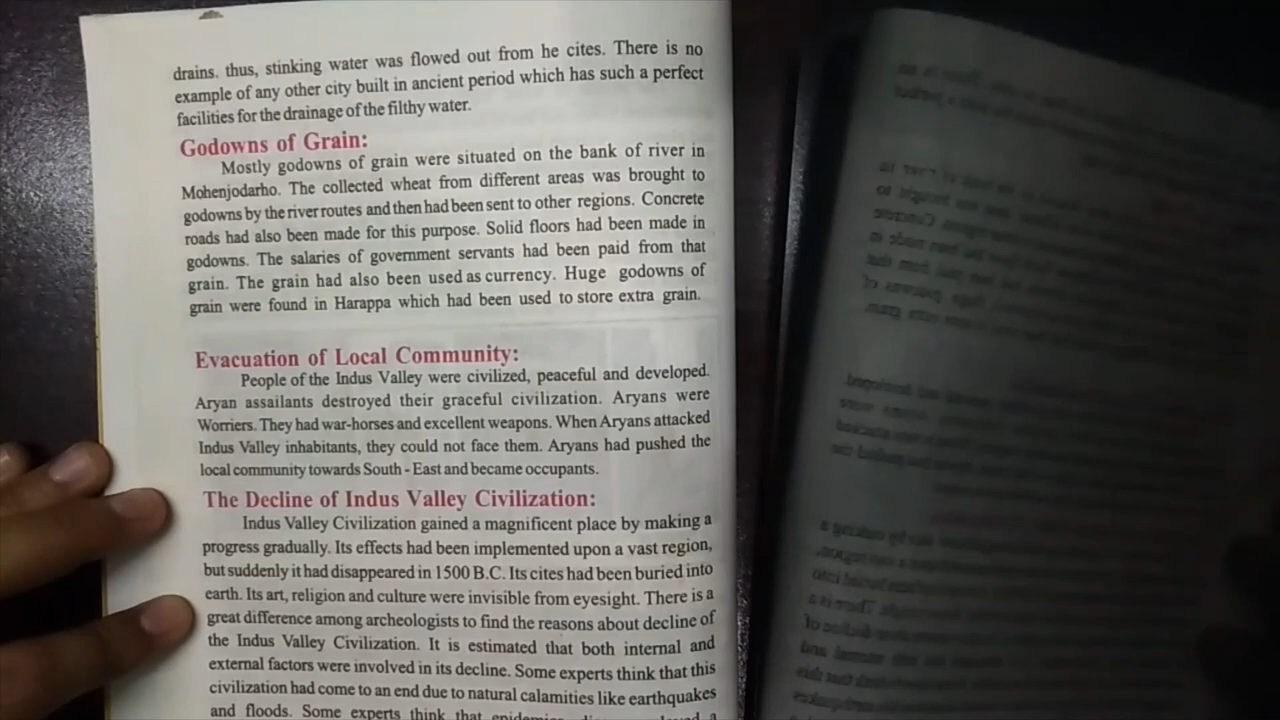 drains. thus, stinking water was flowed out from he cites. There is no
example of any other city built in ancient period which has such a perfect
facilities for the drainage of the filthy water.
Godowns of Grain:
Mostly godowns of grain were situated on the bank of river in
Mohenjodarho. The collected wheat from different areas was brought to
godowns by the river routes and then had been sent to other regions. Concrete
roads had also been made for this purpose. Solid floors had been made in
godowns. The salaries of government servants had been paid from that
grain. The grain had also been used as currency. Huge godowns of
grain were found in Harappa which had been used to store extra grain.
Evacuation of Local Community:
People of the Indus Valley were civilized, peaceful and developed.
Aryan assailants destroyed their graceful civilization. Aryans were
Worriers. They had war-horses and excellent weapons. When Aryans attacked
Indus Valley inhabitants, they could not face them. Aryans had pushed the
local community towards South - East and became occupants.
The Decline of Indus Valley Civilization:
Indus Valley Civilization gained a magnificent place by making a
progress gradually. Its effects had been implemented upon a vast region,
but suddenly it had disappeared in 1500 B.C. Its cites had been buried into
earth. Its art, religion and culture were invisible from eyesight. There is a
great difference among archeologists to find the reasons about decline of
the Indus Valley Civilization. It is estimated that both internal and
external factors were involved in its decline. Some experts think that this
civilization had come to an end due to natural calamities like earthquakes
and floods. Some experts think that a